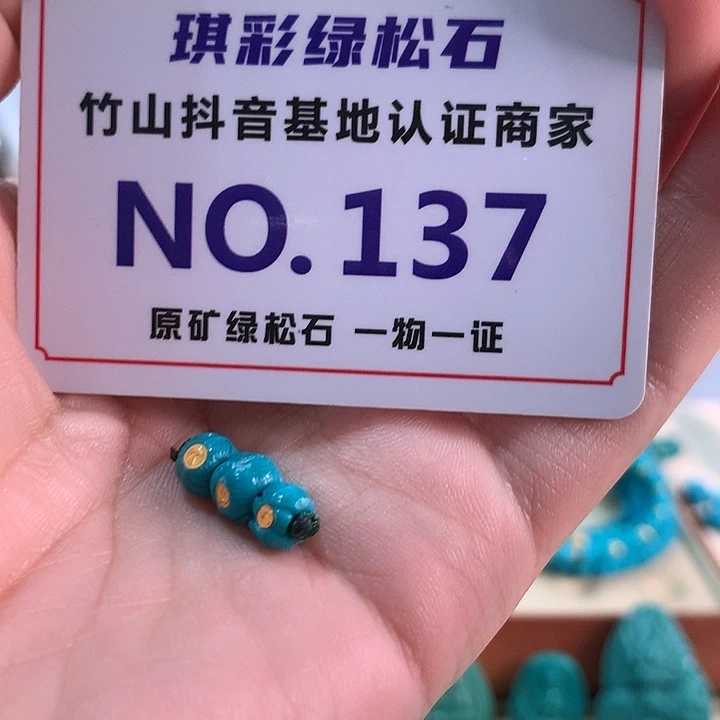 琪彩绿松石
竹山抖音基地认证商家
NO.137
原矿绿松石 一物一证